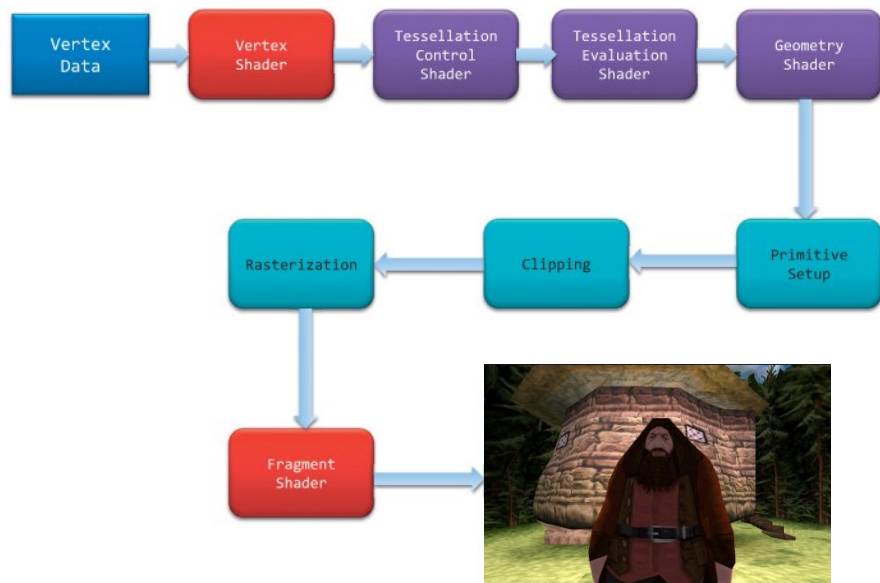 Vertex
Data
Vertex
Shader
Tessellation
Control
Shader
Tessellation
Evaluation
Shader
Geometry
Shader
Rasterization
Clipping
Primitive
Setup
Fragment
Shader